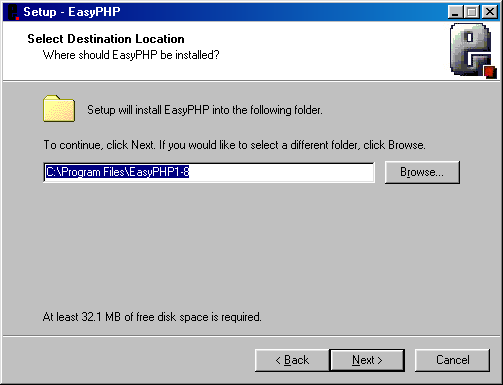 Setup - EasyPHP
Select Destination Location
Where should EasyPHP be installed?
e
Setup will install EasyPHP into the following folder.
To continue, click Next. If you would like to select a different folder, click Browse.
C:\Program Files\EasyPHP1-8
Browse...
At least 32.1 MB of free disk space is required.
< Back
Next >
Cancel